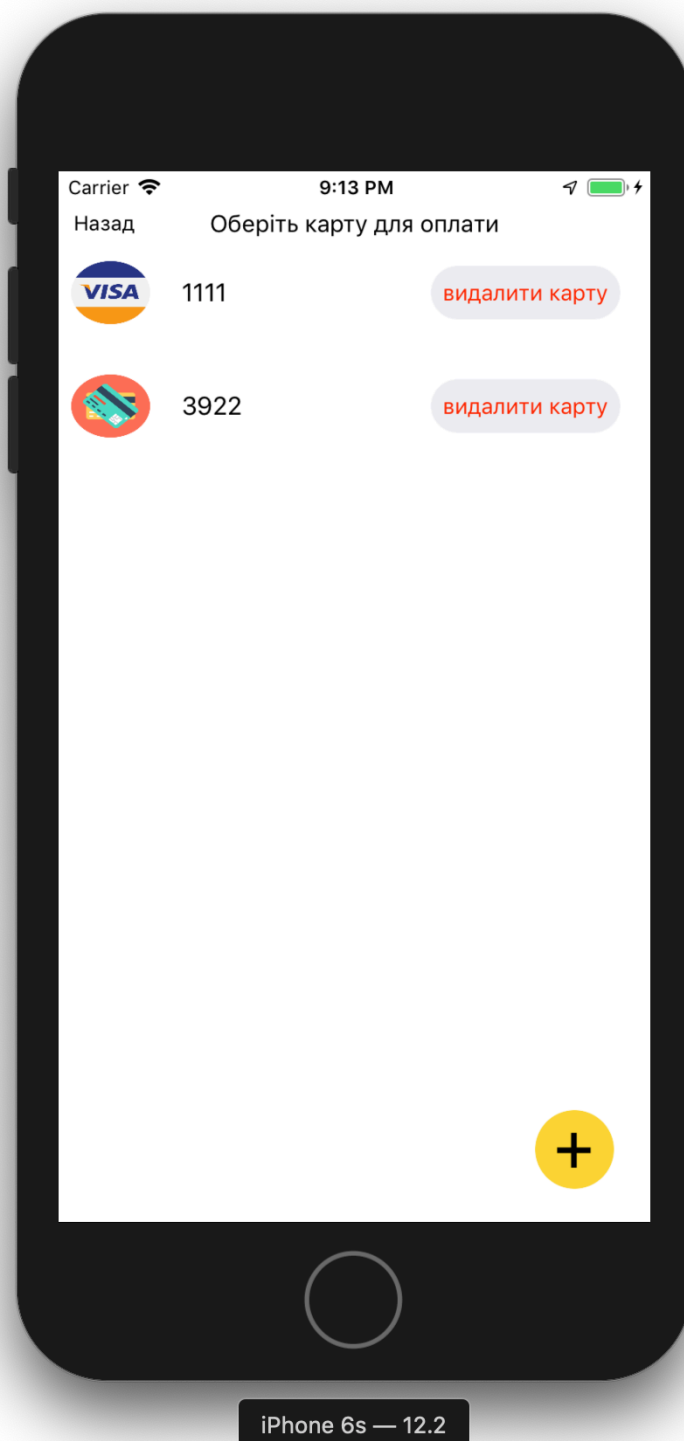 Carrier 9:13 PM
Назад Оберіть карту для оплати
VISA 1111 видалити карту
3922 видалити карту
+
iPhone 6s — 12.2